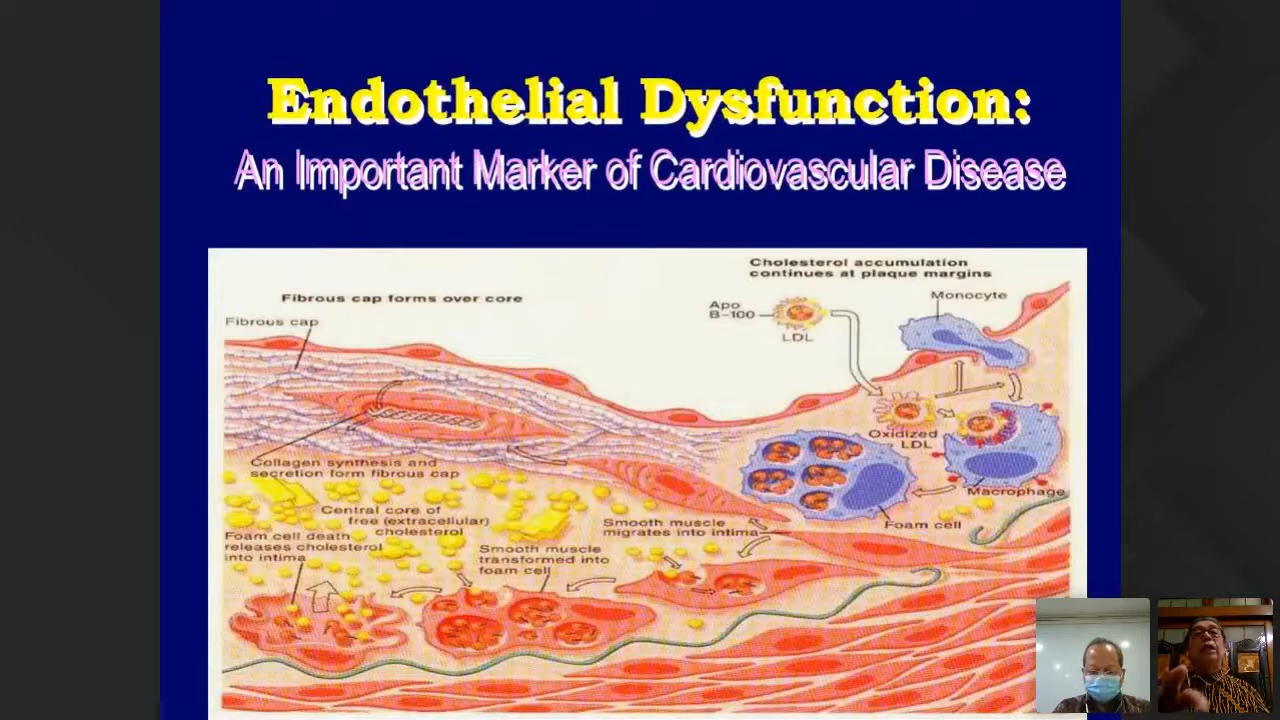 Endothelial Dysfunction:
An Important Marker of Cardiovascular Disease
Cholesterol accumulation
continues at plaque margins
Fibrous cap forms over core
Monocyte
Apo
B-100
LDL
Fibrous cap
Oxidized
LDL
Collagen synthesis and
secretion form fibrous cap
Macrophage
Central core of
free (extracellular)
cholesterol
Foam cell
Smooth muscle
migrates into intima
Foam cell death
releases cholesterol
into intima
Smooth muscle
transformed into
foam cell